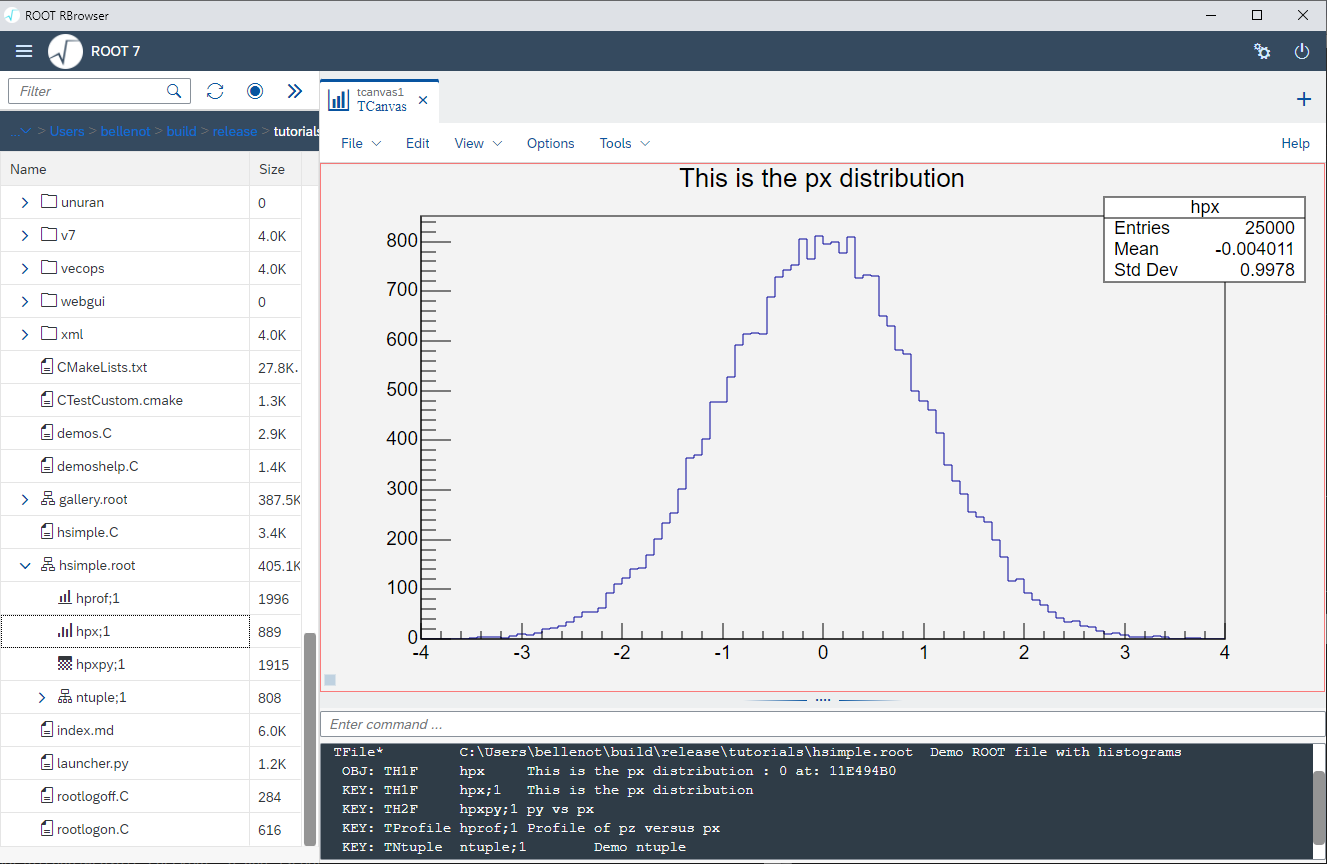 ROOT RBrowser
ROOT 7
Filter
... > Users > bellenot > build > release > tutorials
Name Size
unuran 0
v7 4.0K
vecops 4.0K
webgui 0
xml 4.0K
CMakeLists.txt 27.8K.
CTestCustom.cmake 1.3K
demos.C 2.9K
demoshelp.C 1.4K
gallery.root 387.5K
hsimple.C 3.4K
hsimple.root 405.1K
hprof;1 1996
hpx;1 889
hpxpy;1 1915
ntuple;1 808
index.md 6.0K
launcher.py 1.2K
rootlogoff.C 284
rootlogon.C 616
tcanvas1
TCanvas
File Edit View Options Tools Help
This is the px distribution
hpx
Entries 25000
Mean -0.004011
Std Dev 0.9978
800
700
600
500
400
300
200
100
0
-4 -3 -2 -1 0 1 2 3 4
Enter command ...
TFile* C:\Users\bellenot\build\release\tutorials\hsimple.root Demo ROOT file with histograms
OBJ: TH1F hpx This is the px distribution : 0 at: 11E494B0
KEY: TH1F hpx;1 This is the px distribution
KEY: TH2F hpxpy;1 py vs px
KEY: TProfile hprof;1 Profile of pz versus px
KEY: TNtuple ntuple;1 Demo ntuple